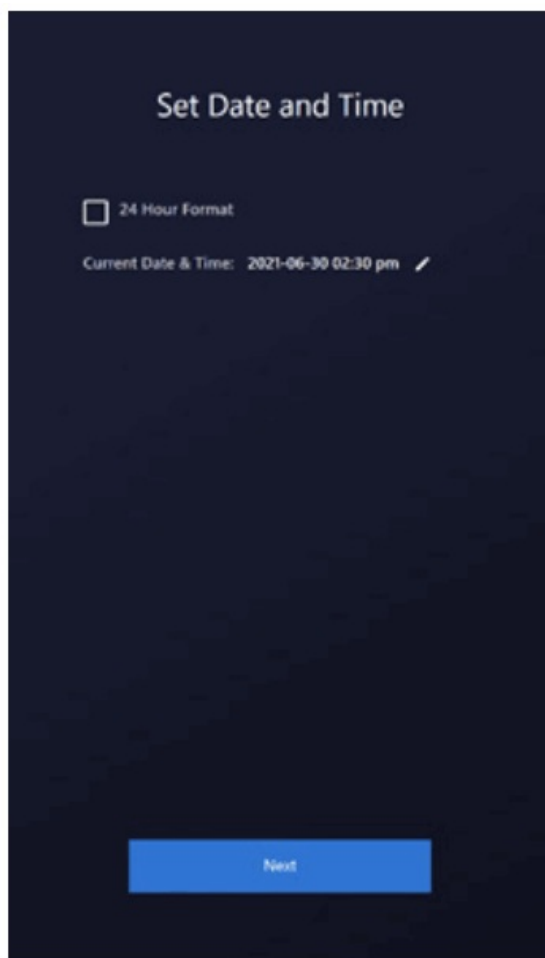 Set Date and Time
24 Hour Format
Current Date & Time: 2021-06-30 02:30 pm
Next